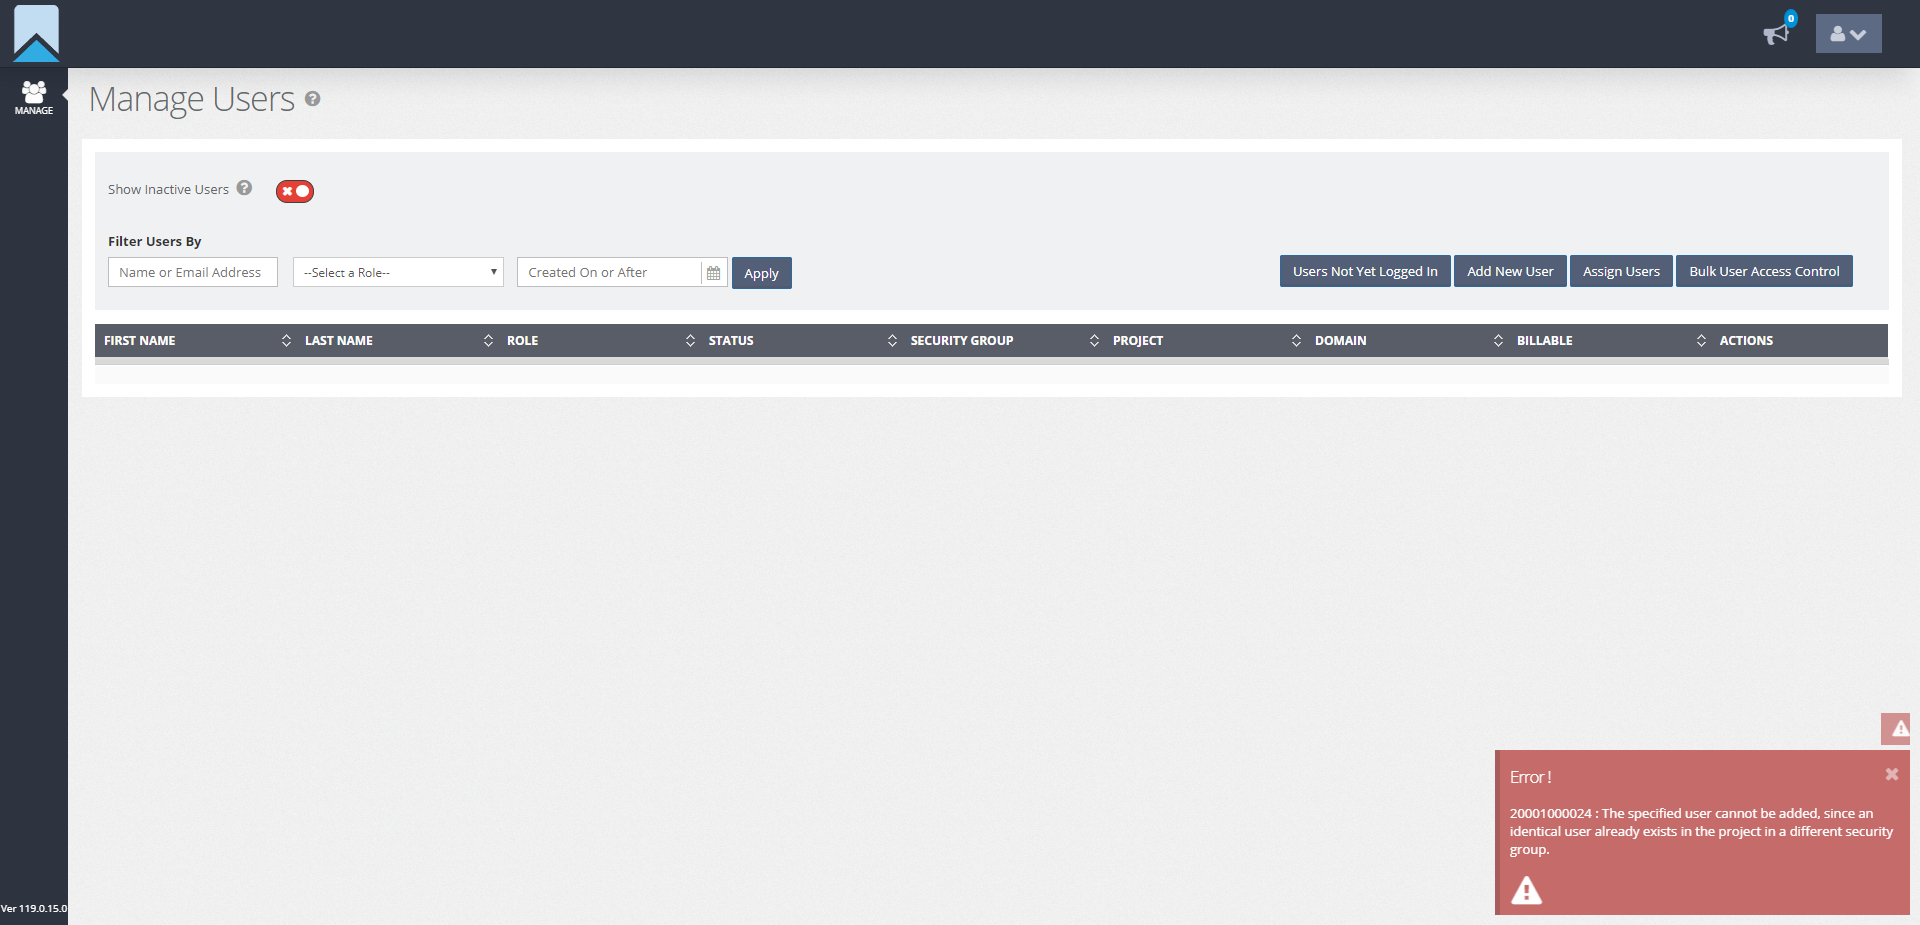 0
MANAGE
Manage Users
Show Inactive Users
Filter Users By
Name or Email Address
--Select a Role--
Created On or After
Apply
Users Not Yet Logged In
Add New User
Assign Users
Bulk User Access Control
FIRST NAME
LAST NAME
ROLE
STATUS
SECURITY GROUP
PROJECT
DOMAIN
BILLABLE
ACTIONS
Error !
20001000024 : The specified user cannot be added, since an
identical user already exists in the project in a different security
group.
Ver 119.0.15.0